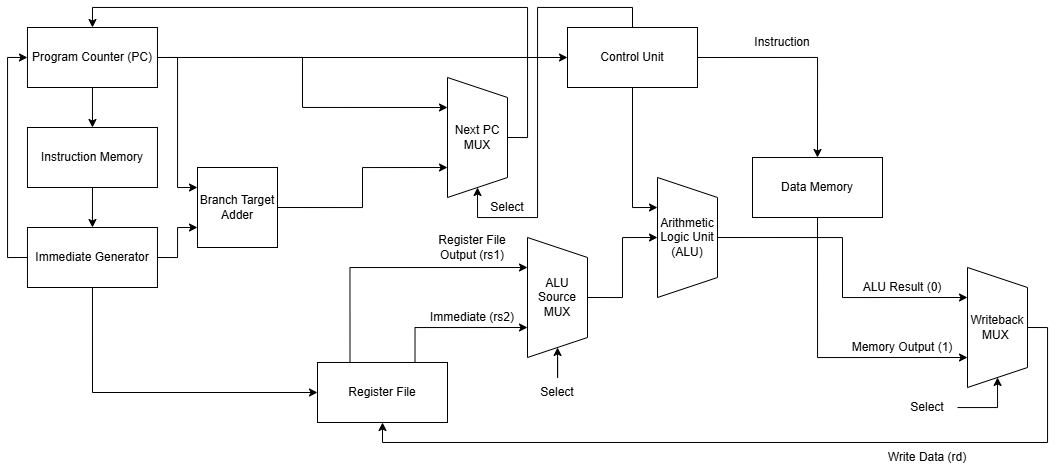 Program Counter (PC)
Control Unit
Instruction
Next PC
MUX
Instruction Memory
Data Memory
Branch Target
Adder
Select
Arithmetic
Logic Unit
(ALU)
Immediate Generator
Register File
Output (rs1)
ALU
Source
MUX
ALU Result (0)
Immediate (rs2)
Writeback
MUX
Memory Output (1)
Register File
Select
Select
Write Data (rd)